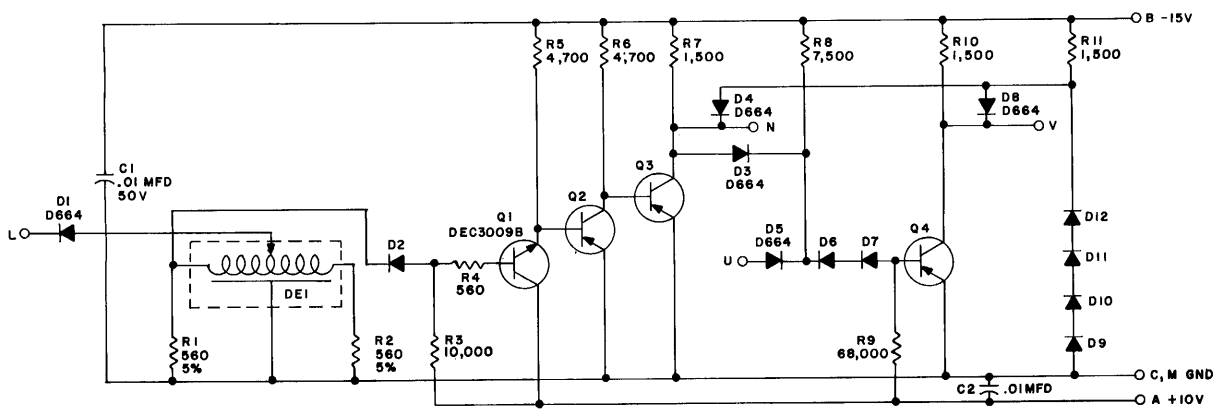 B -15V
R5
4,700
R6
4,700
R7
1,500
R8
7,500
R10
1,500
R11
1,500
D4
D664
N
D8
D664
V
C1
.01 MFD
50V
D3
D664
Q3
D1
D664
L
Q2
Q1
DEC3009B
D12
D2
D5
D664
D6
D7
Q4
U
D11
R4
560
DE1
D10
R1
560
5%
R2
560
5%
R3
10,000
R9
68,000
D9
C2
.01MFD
C, M GND
A +10V